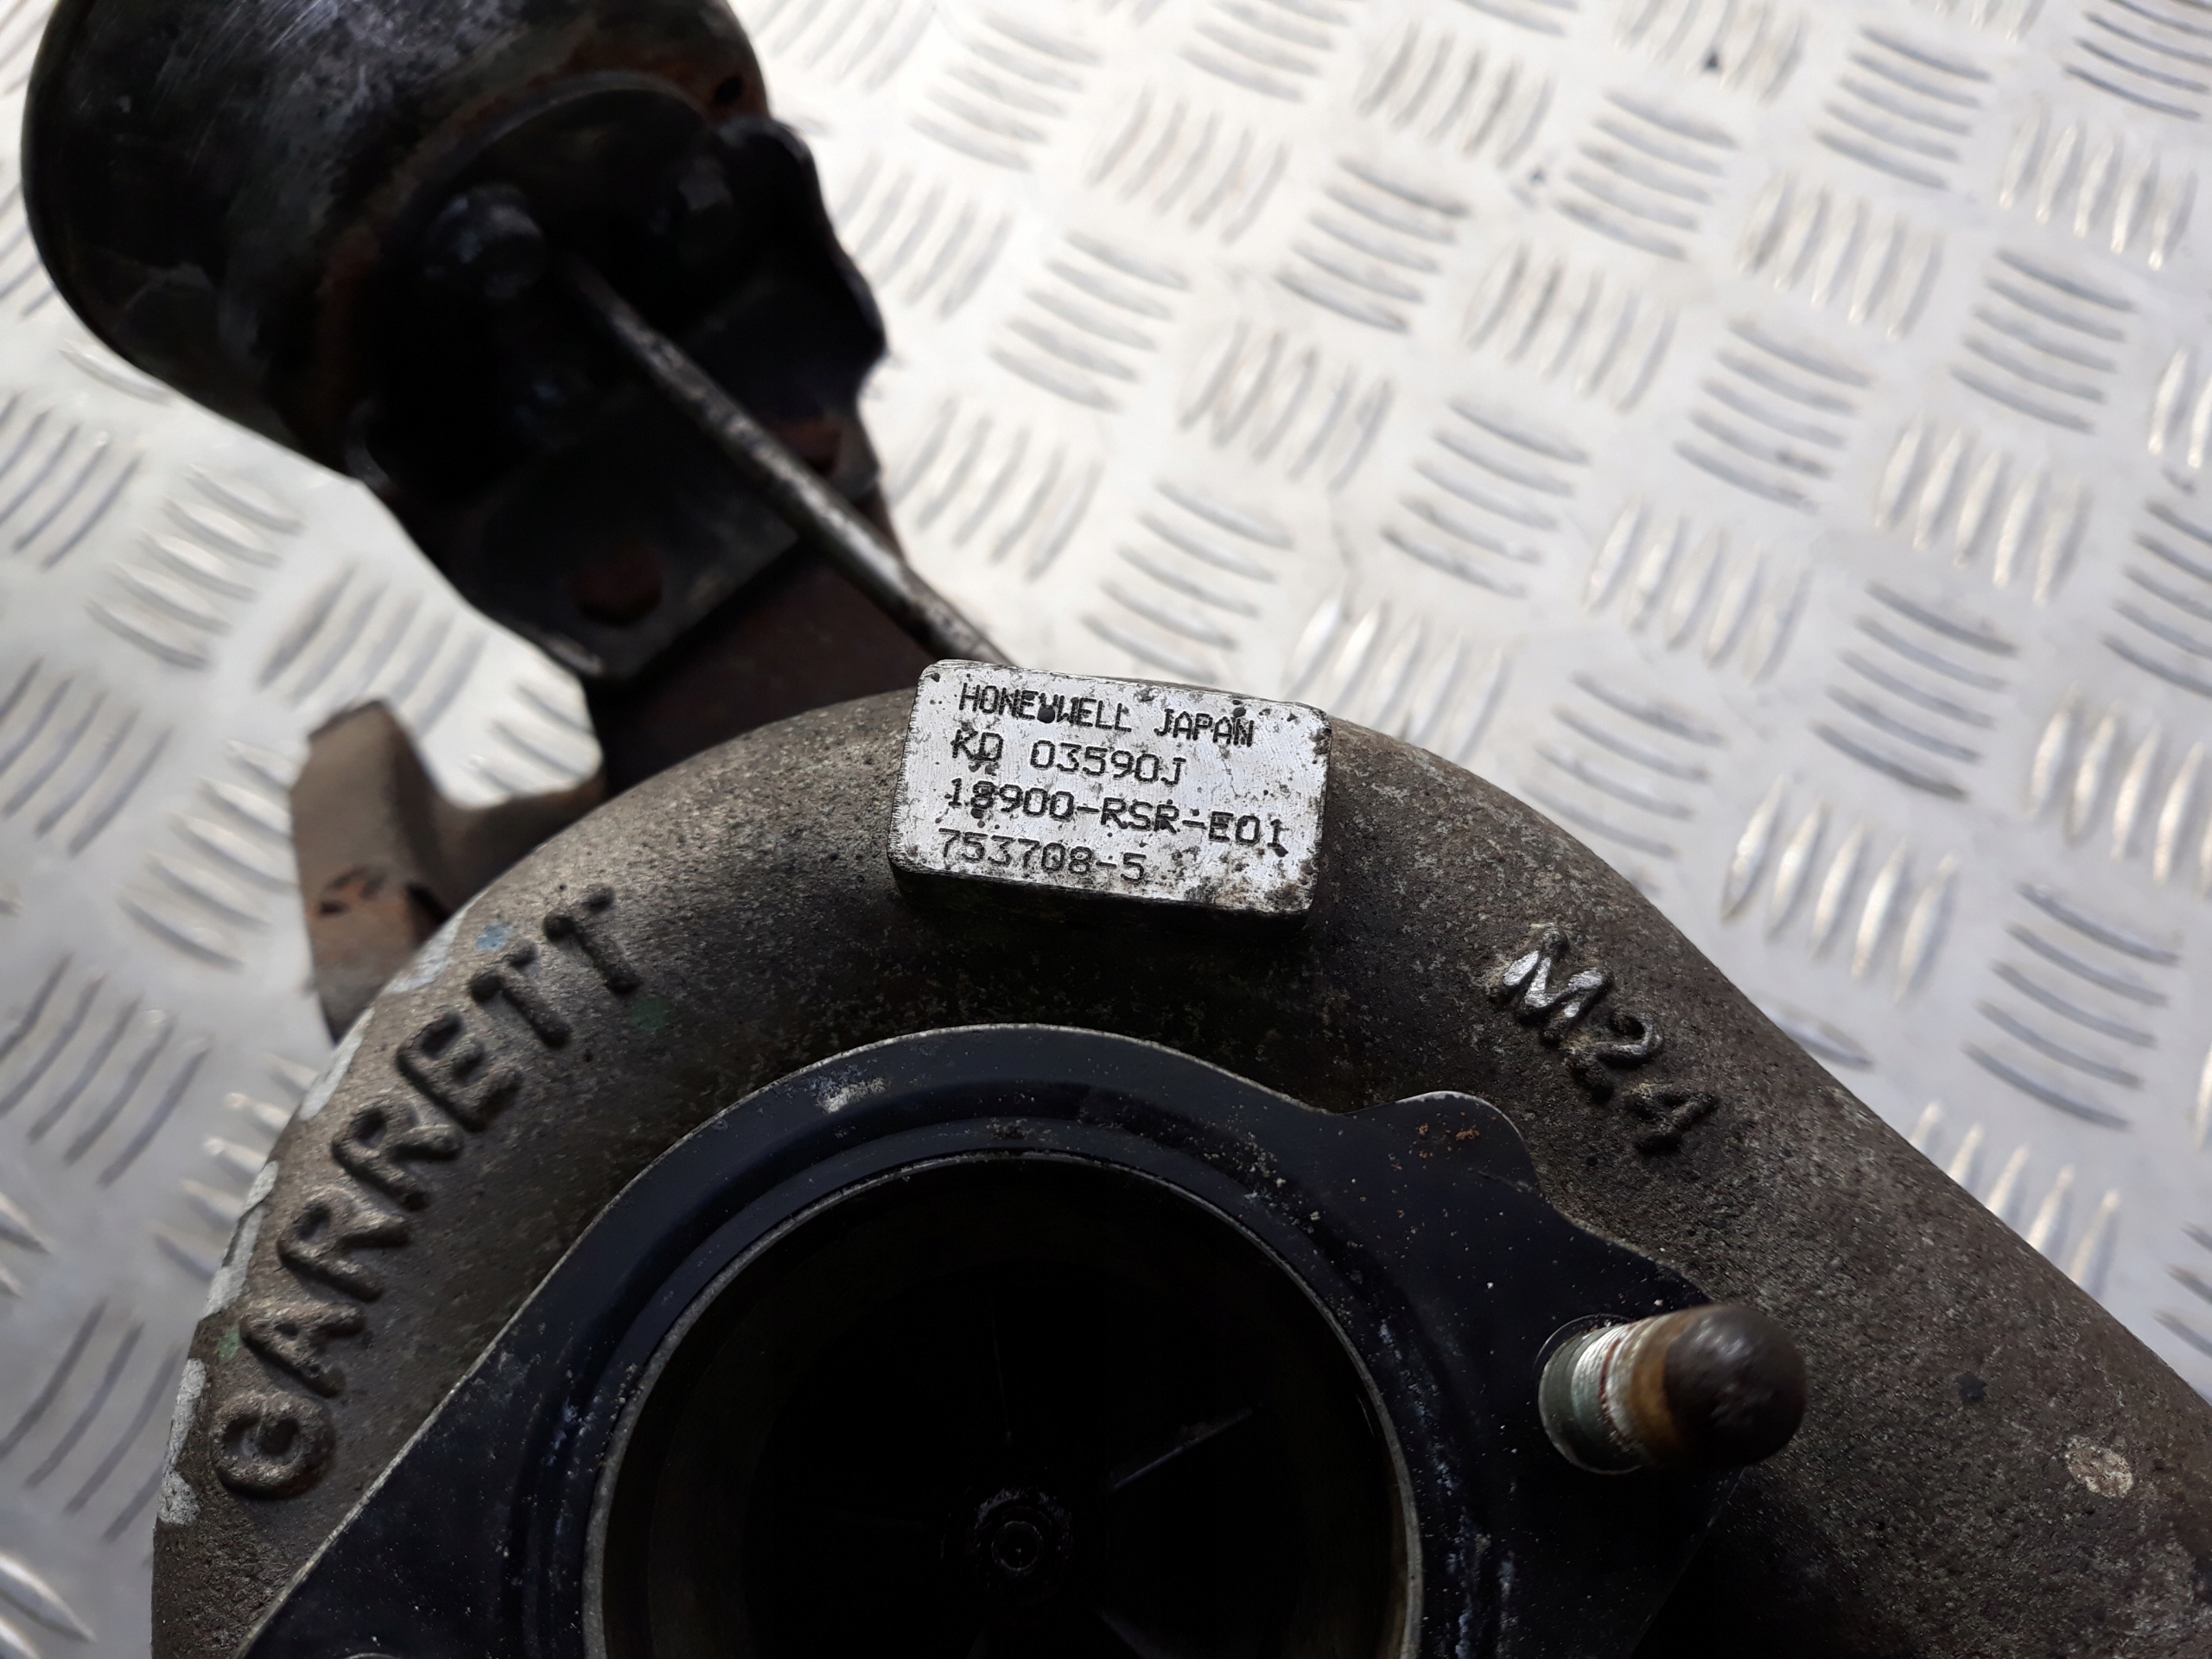 HONEYWELL JAPAN
KD 03590J
18900-RSR-E01
753708-5
GARRETT
M24